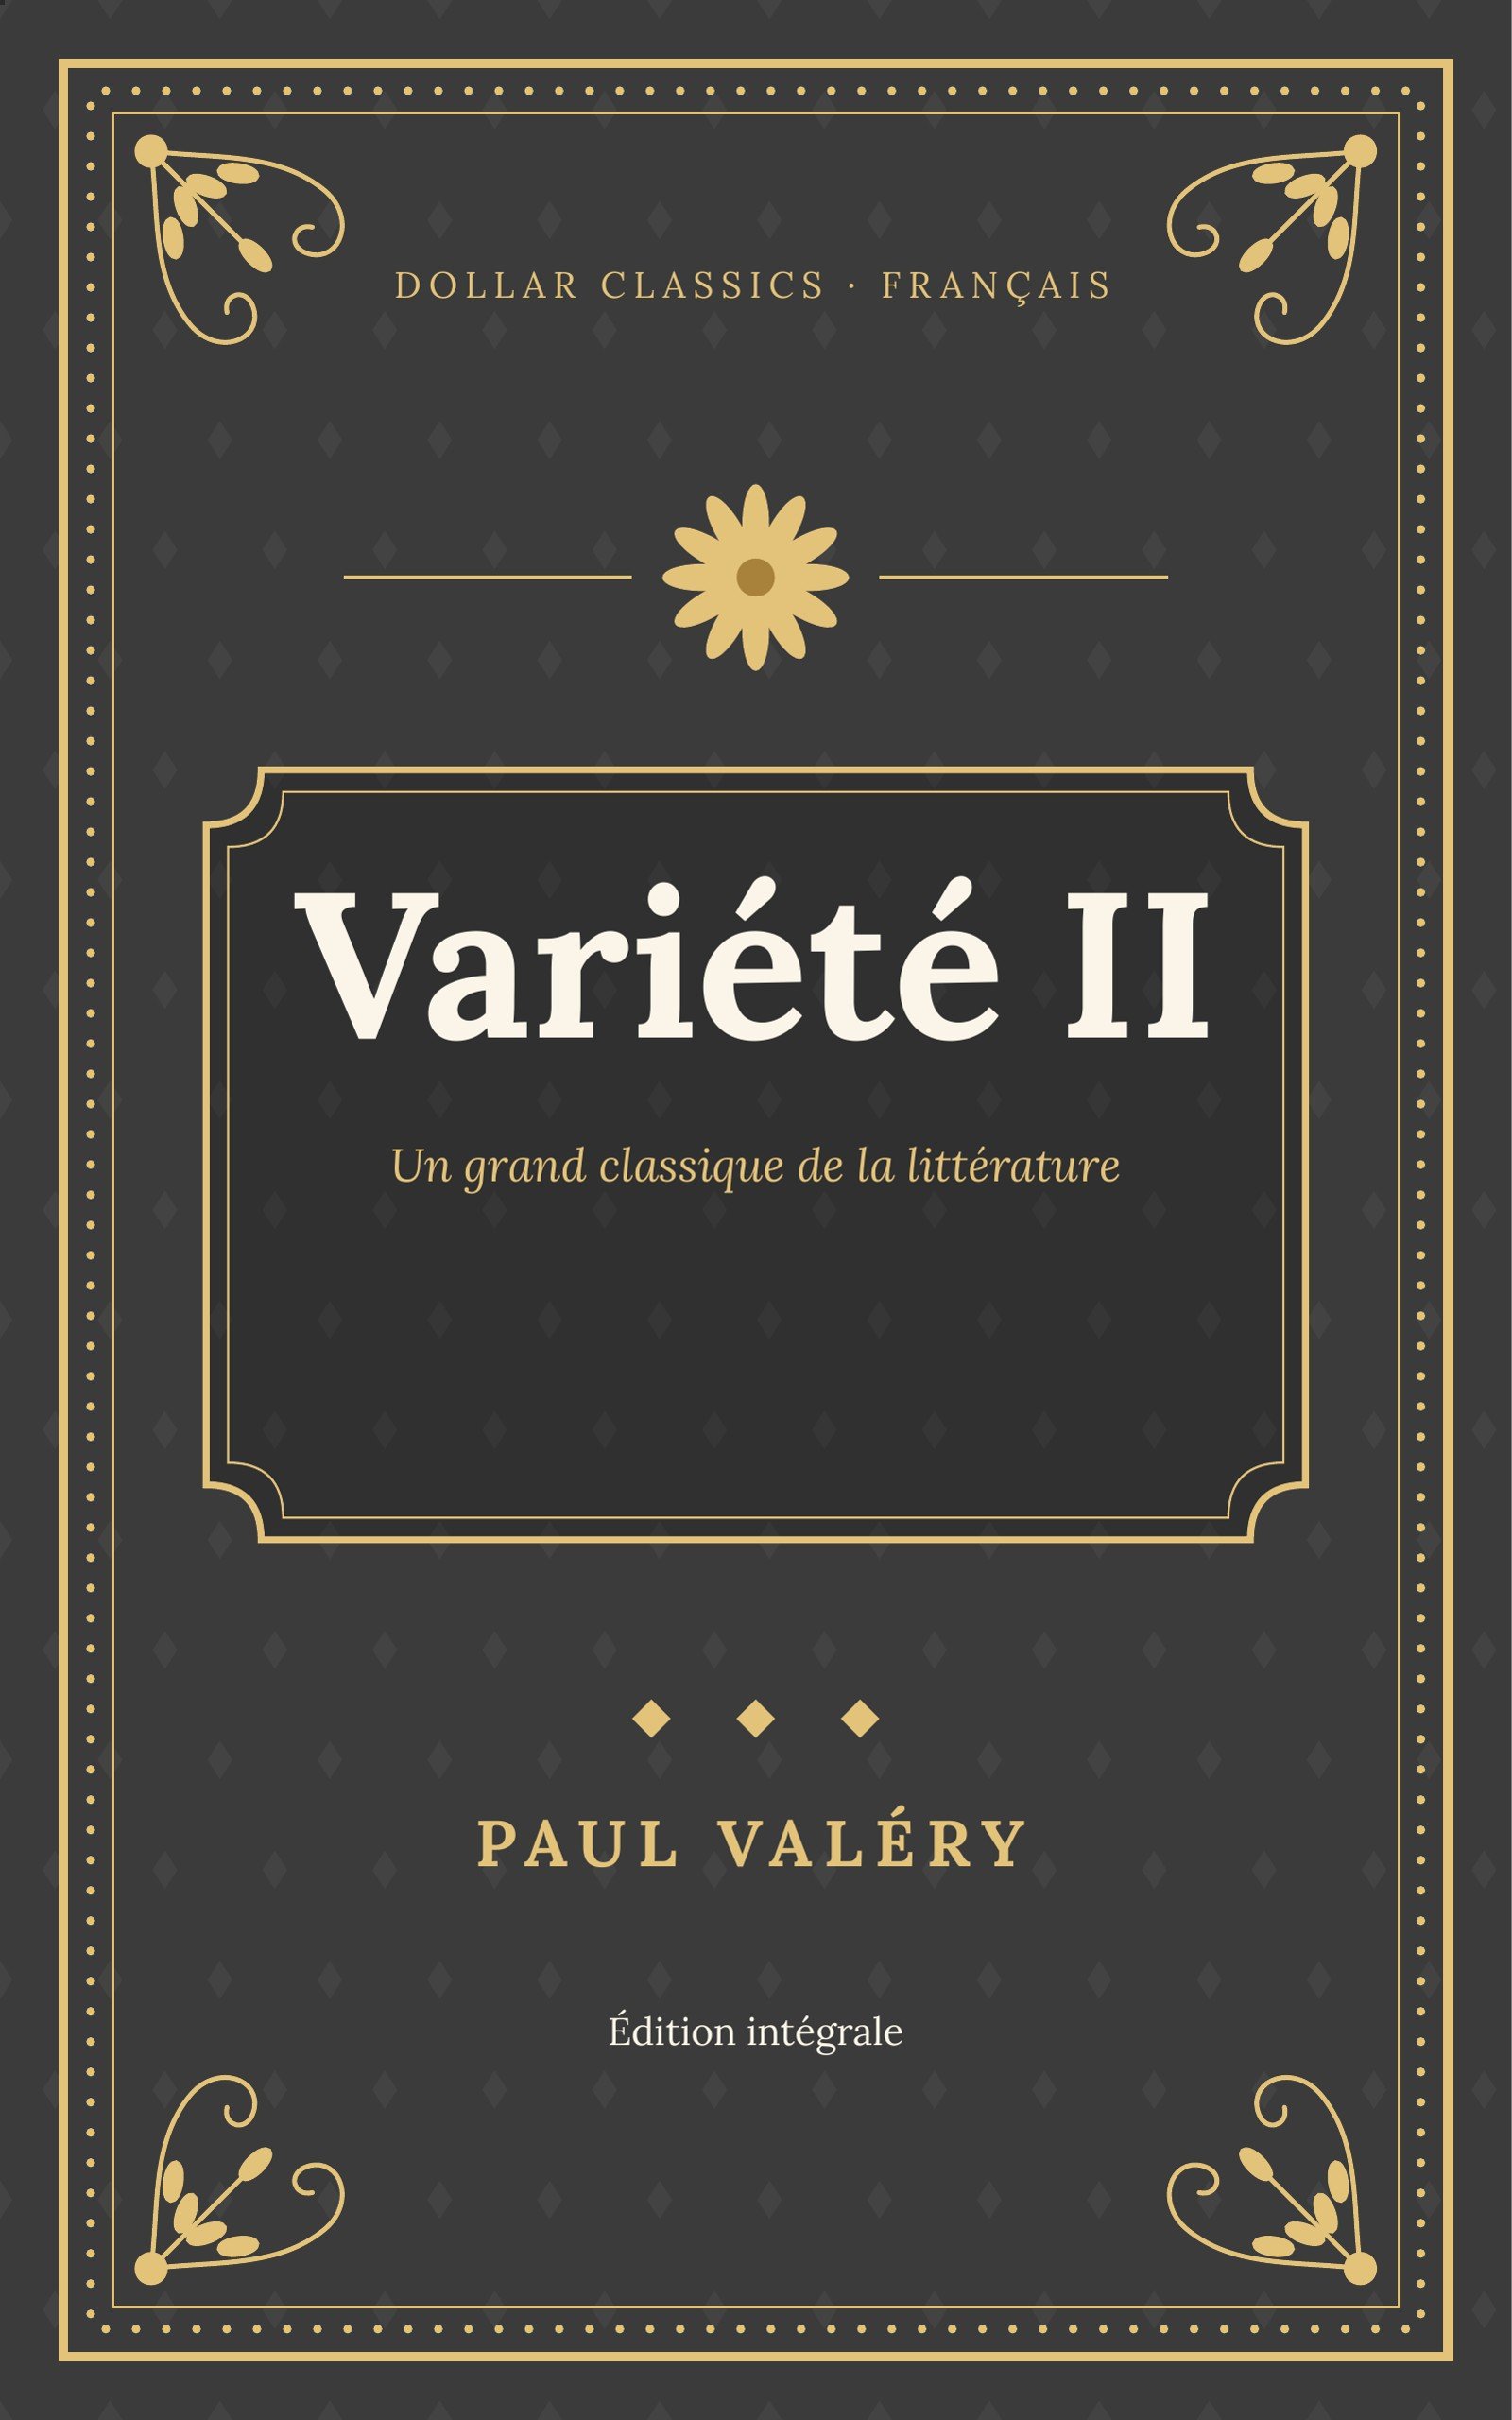 DOLLAR CLASSICS · FRANÇAIS
Variété II
Un grand classique de la littérature
PAUL VALÉRY
Édition intégrale